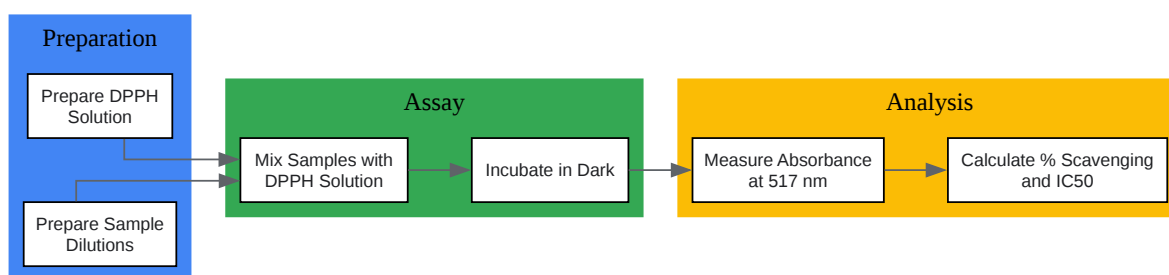 Preparation
Prepare DPPH
Solution
Prepare Sample
Dilutions
Assay
Mix Samples with
DPPH Solution
Incubate in Dark
Analysis
Measure Absorbance
at 517 nm
Calculate % Scavenging
and IC50